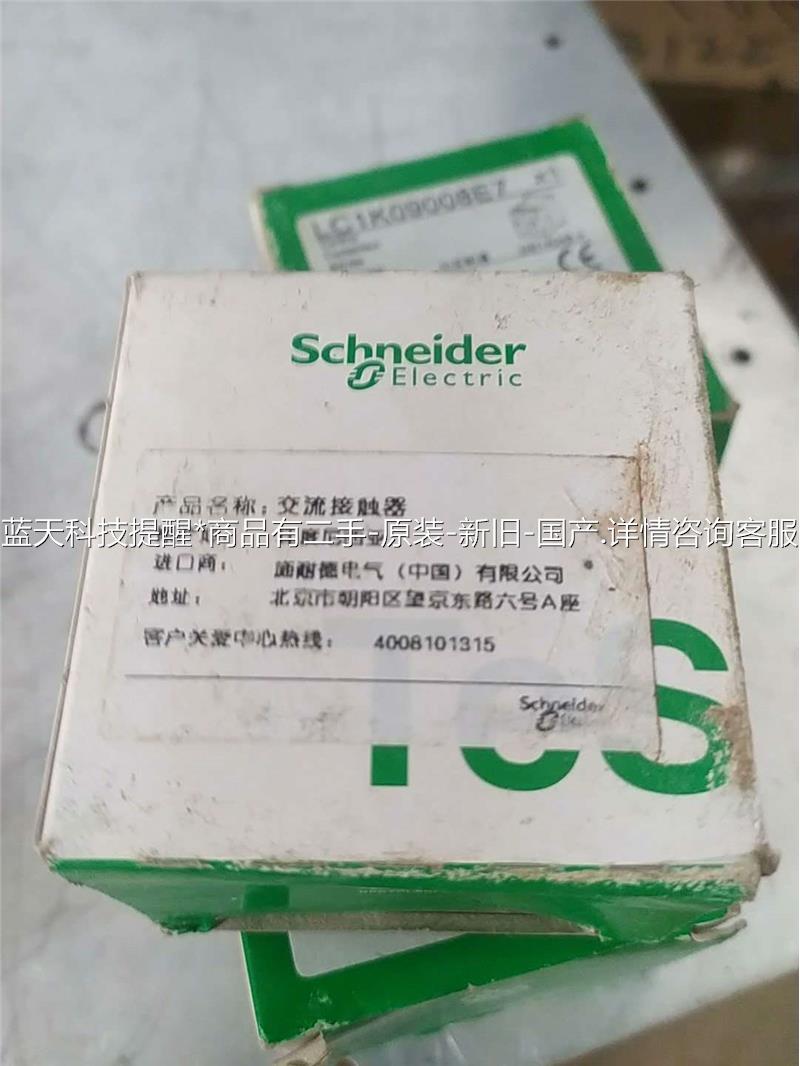 LC1K09008E7 x1
CE
Schneider
Electric
产品名称：交流接触器
蓝天科技提醒*商品有二手-原装-新旧-国产.详情咨询客服
进口商： 施耐德电气（中国）有限公司
地址： 北京市朝阳区望京东路六号A座
客户关爱中心热线： 4008101315
Schneider
TeS